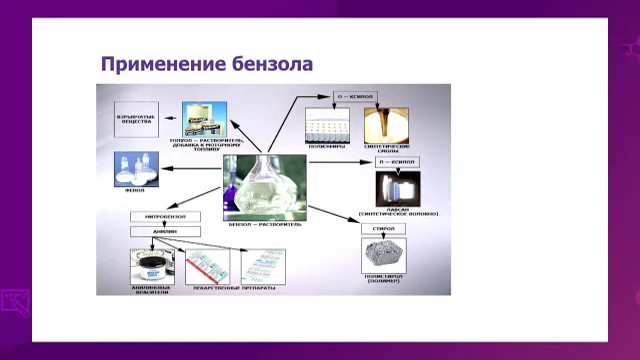 Применение бензола
О — КСИЛОЛ
ВЗРЫВЧАТЫЕ
ВЕЩЕСТВА
ТОЛУОЛ — РАСТВОРИТЕЛЬ,
ДОБАВКА К МОТОРНОМУ
ТОПЛИВУ
ПОЛИЭФИРЫ
СИНТЕТИЧЕСКИЕ
СМОЛЫ
П — КСИЛОЛ
ФЕНОЛ
ЛАВСАН
(СИНТЕТИЧЕСКОЕ ВОЛОКНО)
НИТРОБЕНЗОЛ
БЕНЗОЛ — РАСТВОРИТЕЛЬ
АНИЛИН
СТИРОЛ
ПОЛИСТИРОЛ
(ПОЛИМЕР)
АНИЛИНОВЫЕ
КРАСИТЕЛИ
ЛЕКАРСТВЕННЫЕ ПРЕПАРАТЫ